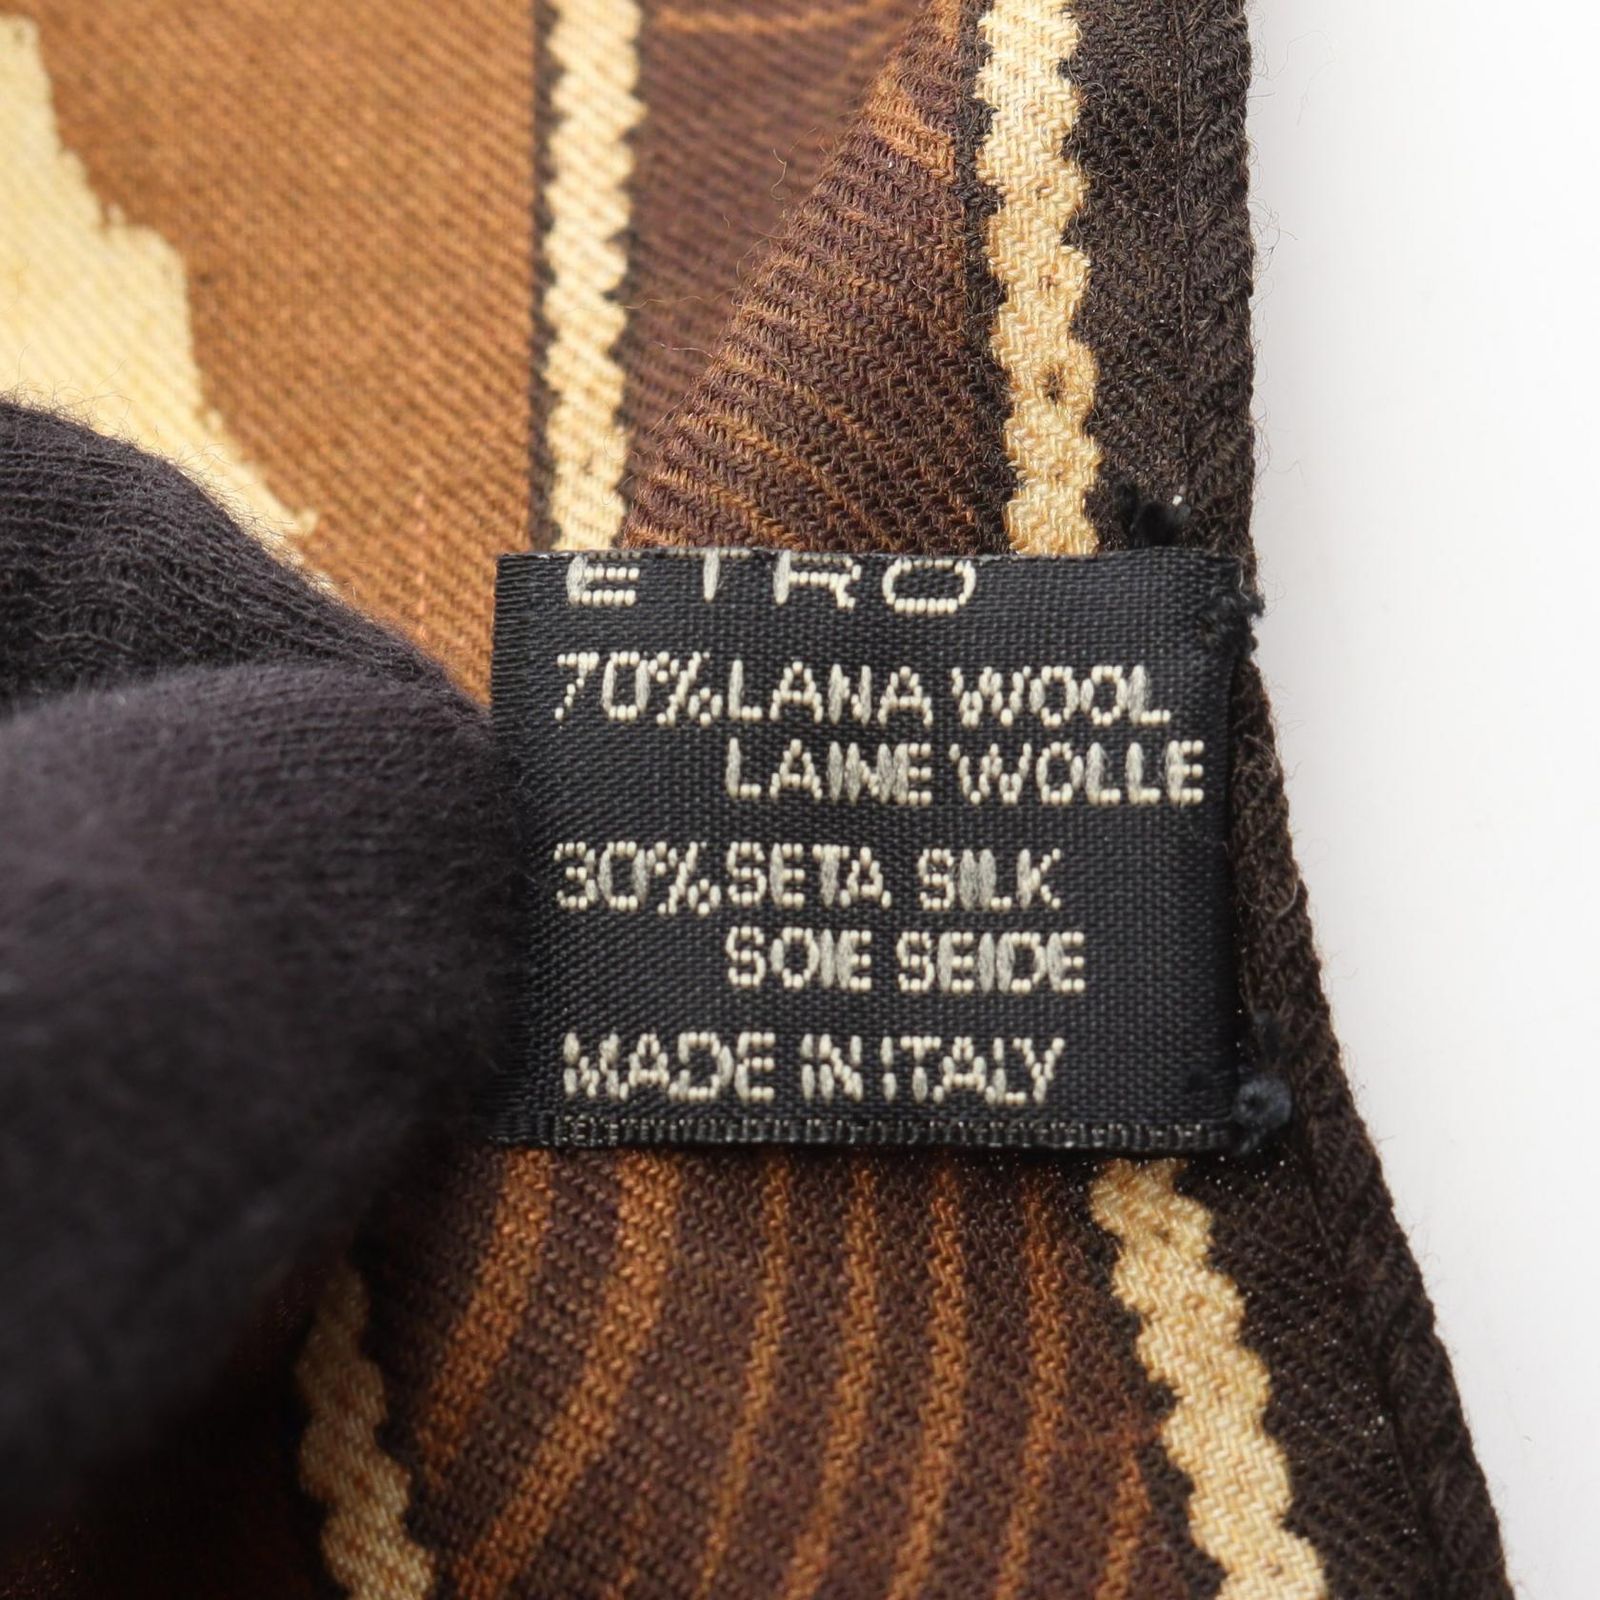 ETRO
70% LANA WOOL
LAINE WOLLE
30% SETA SILK
SOIE SEIDE
MADE IN ITALY